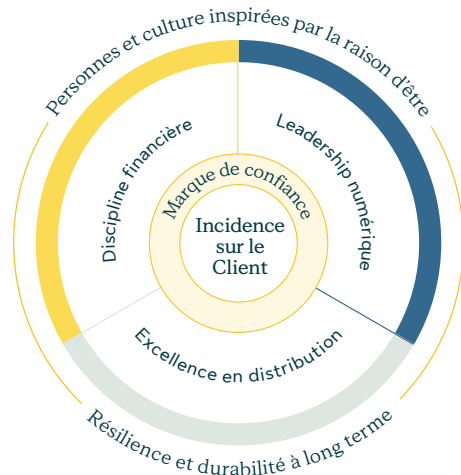 Personnes et culture inspirées par la raison d'être
Discipline financière
Leadership numérique
Marque de confiance
Incidence
sur le
Client
Excellence en distribution
Résilience et durabilité à long terme